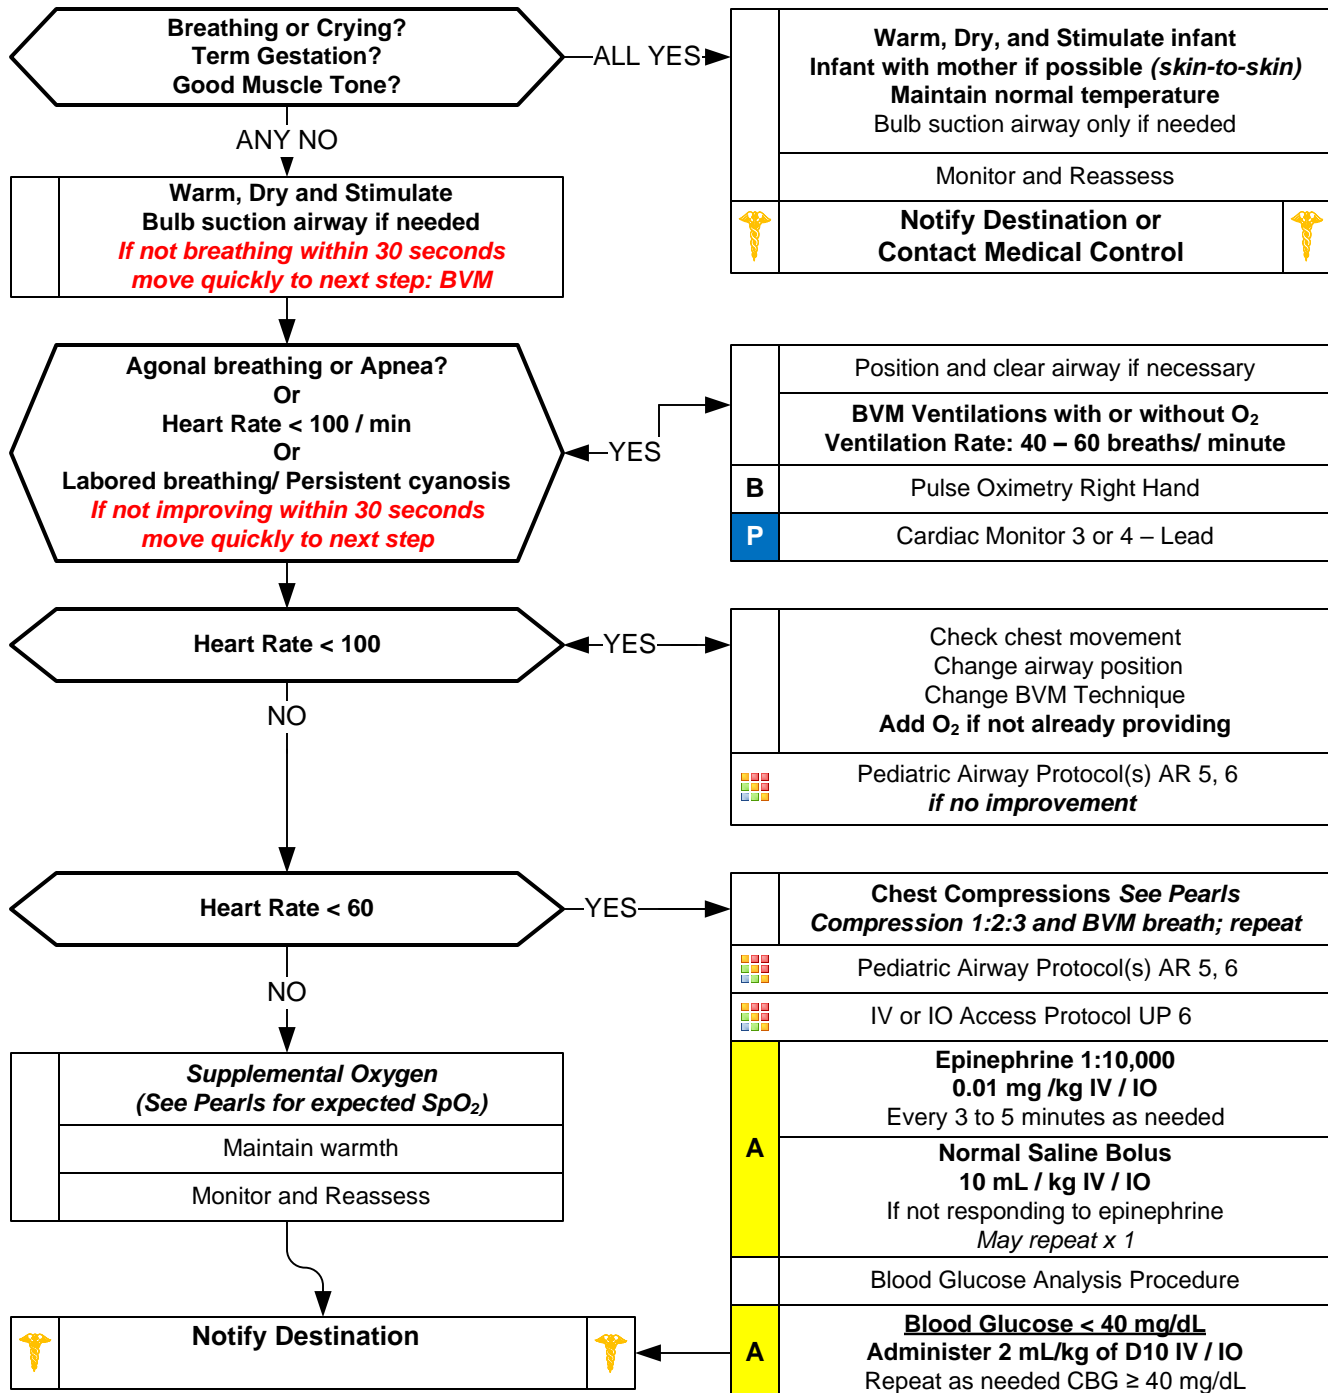 Breathing or Crying?
Term Gestation?
Good Muscle Tone?
ALL YES
Warm, Dry, and Stimulate infant
Infant with mother if possible (skin-to-skin)
Maintain normal temperature
Bulb suction airway only if needed
Monitor and Reassess
Notify Destination or
Contact Medical Control
ANY NO
Warm, Dry and Stimulate
Bulb suction airway if needed
If not breathing within 30 seconds
move quickly to next step: BVM
Agonal breathing or Apnea?
Or
Heart Rate < 100 / min
Or
Labored breathing/ Persistent cyanosis
If not improving within 30 seconds
move quickly to next step
YES
Position and clear airway if necessary
BVM Ventilations with or without O₂
Ventilation Rate: 40 – 60 breaths/ minute
B
Pulse Oximetry Right Hand
P
Cardiac Monitor 3 or 4 – Lead
Heart Rate < 100
YES
Check chest movement
Change airway position
Change BVM Technique
Add O₂ if not already providing
Pediatric Airway Protocol(s) AR 5, 6
if no improvement
NO
Heart Rate < 60
YES
Chest Compressions See Pearls
Compression 1:2:3 and BVM breath; repeat
Pediatric Airway Protocol(s) AR 5, 6
IV or IO Access Protocol UP 6
A
Epinephrine 1:10,000
0.01 mg /kg IV / IO
Every 3 to 5 minutes as needed
Normal Saline Bolus
10 mL / kg IV / IO
If not responding to epinephrine
May repeat x 1
Blood Glucose Analysis Procedure
A
Blood Glucose < 40 mg/dL
Administer 2 mL/kg of D10 IV / IO
Repeat as needed CBG ≥ 40 mg/dL
NO
Supplemental Oxygen
(See Pearls for expected SpO₂)
Maintain warmth
Monitor and Reassess
Notify Destination